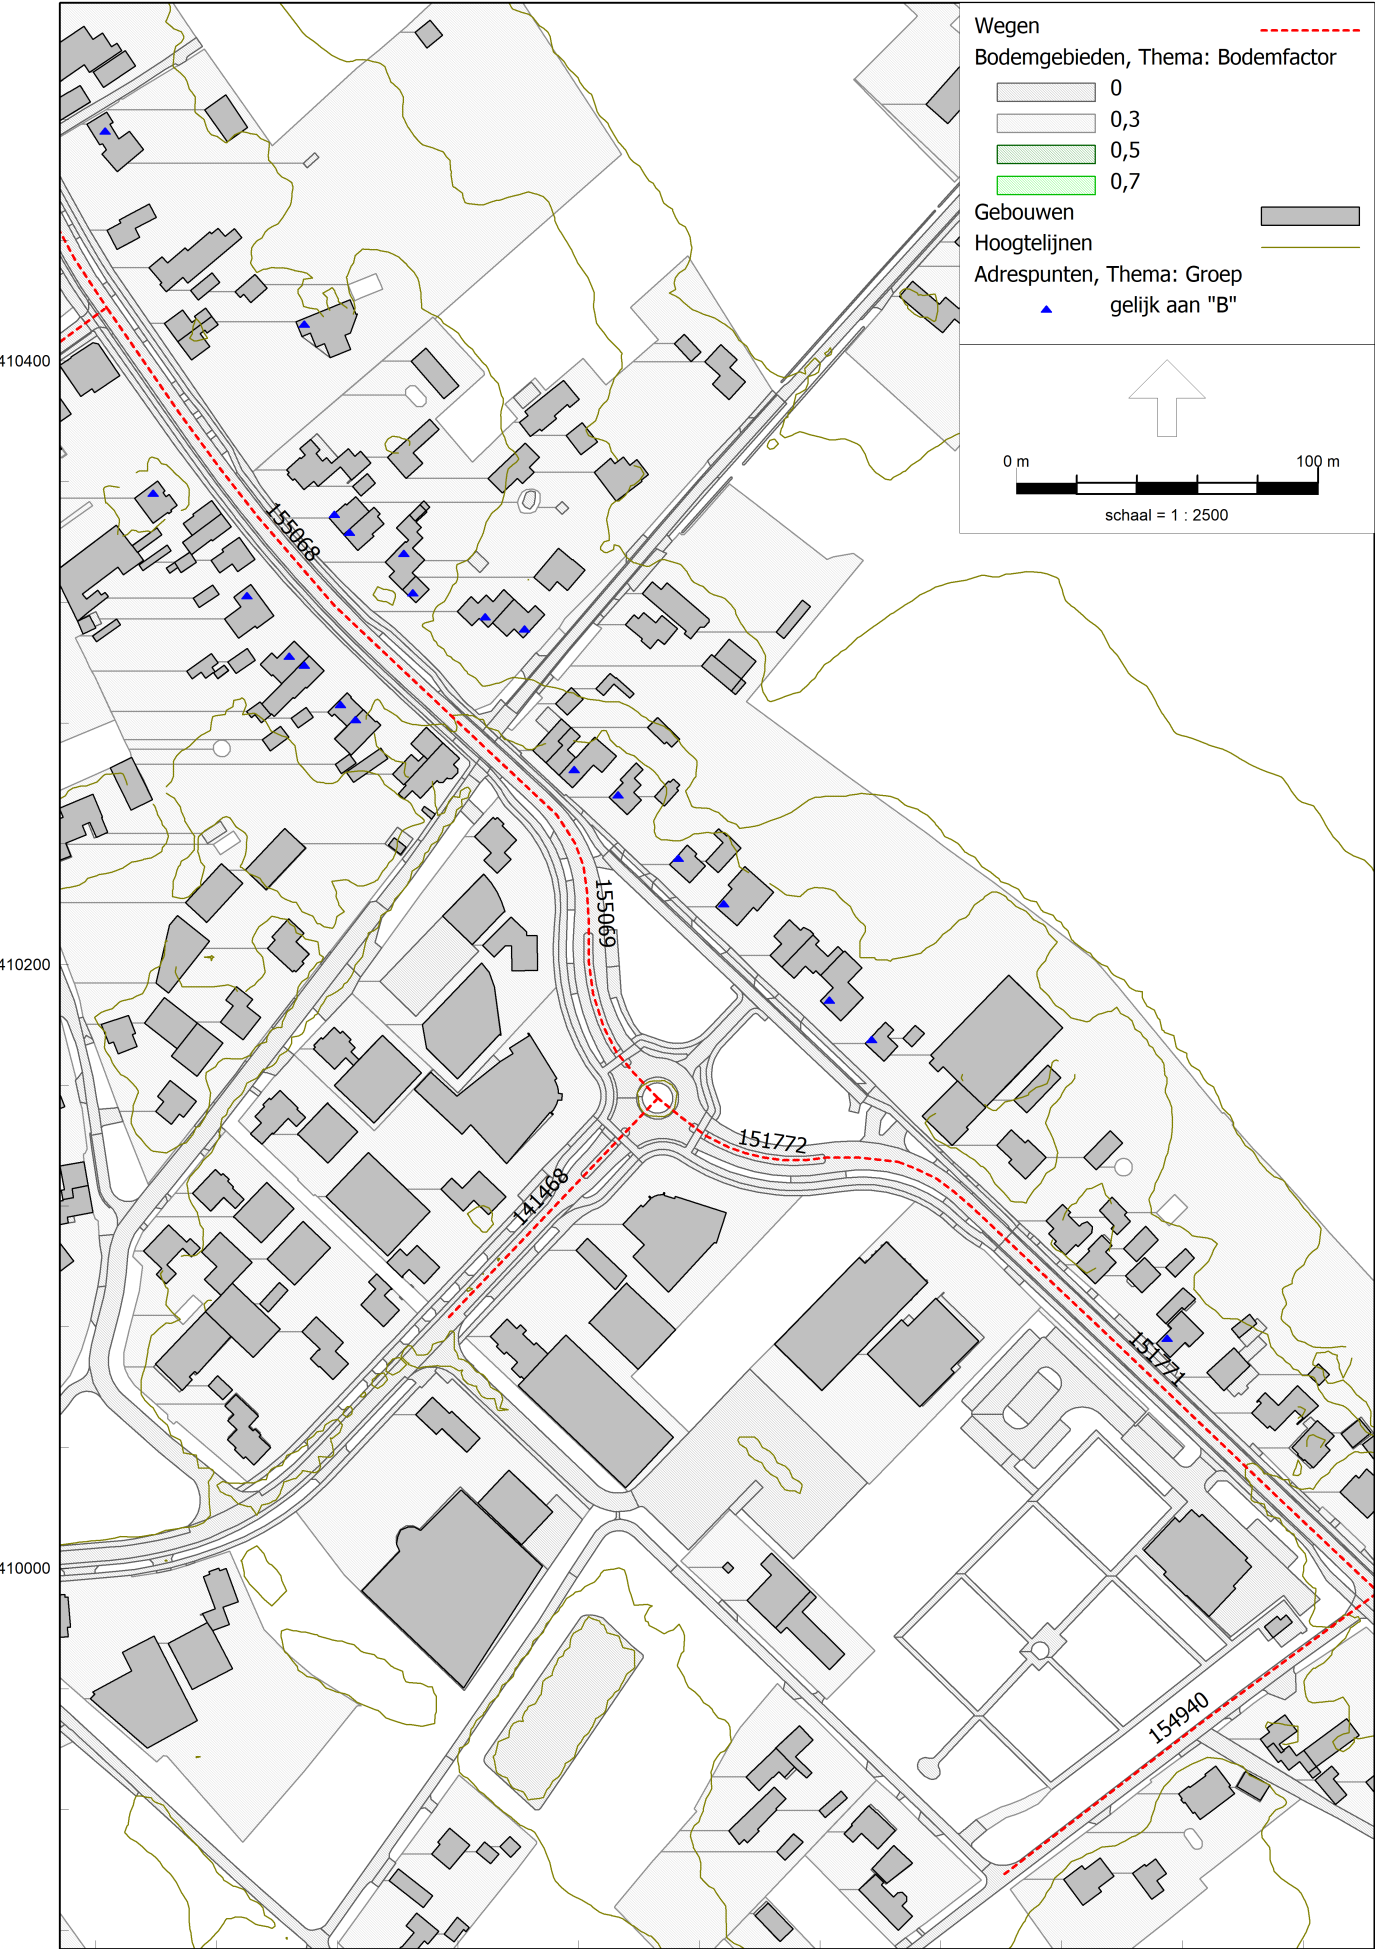 Wegen
Bodemgebieden, Thema: Bodemfactor
0
0,3
0,5
0,7
Gebouwen
Hoogtelijnen
Adrespunten, Thema: Groep
gelijk aan "B"
0 m 100 m
schaal = 1 : 2500
410400
155068
155069
410200
151772
141468
151771
410000
154940